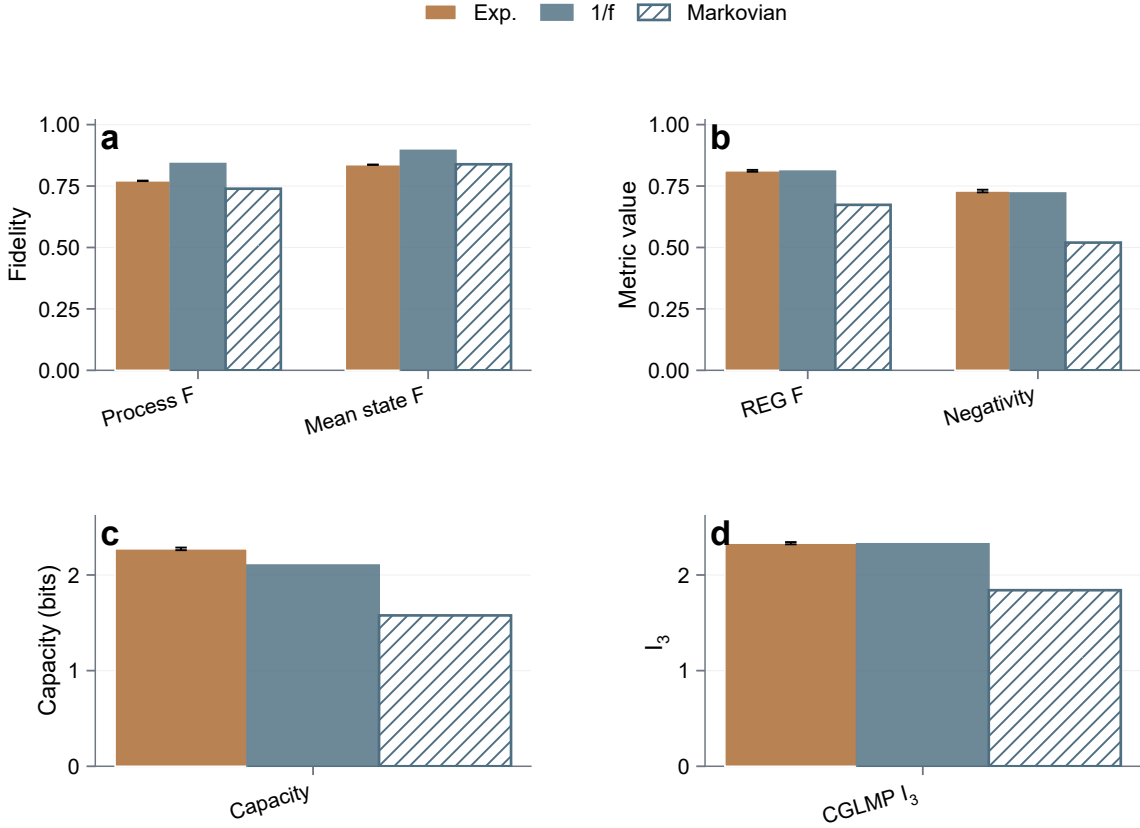 Exp. 1/f Markovian
a
1.00
0.75
0.50
0.25
0.00
Fidelity
Process F
Mean state F
b
1.00
0.75
0.50
0.25
0.00
Metric value
REG F
Negativity
c
2
1
0
Capacity (bits)
Capacity
d
2
1
0
I₃
CGLMP I₃